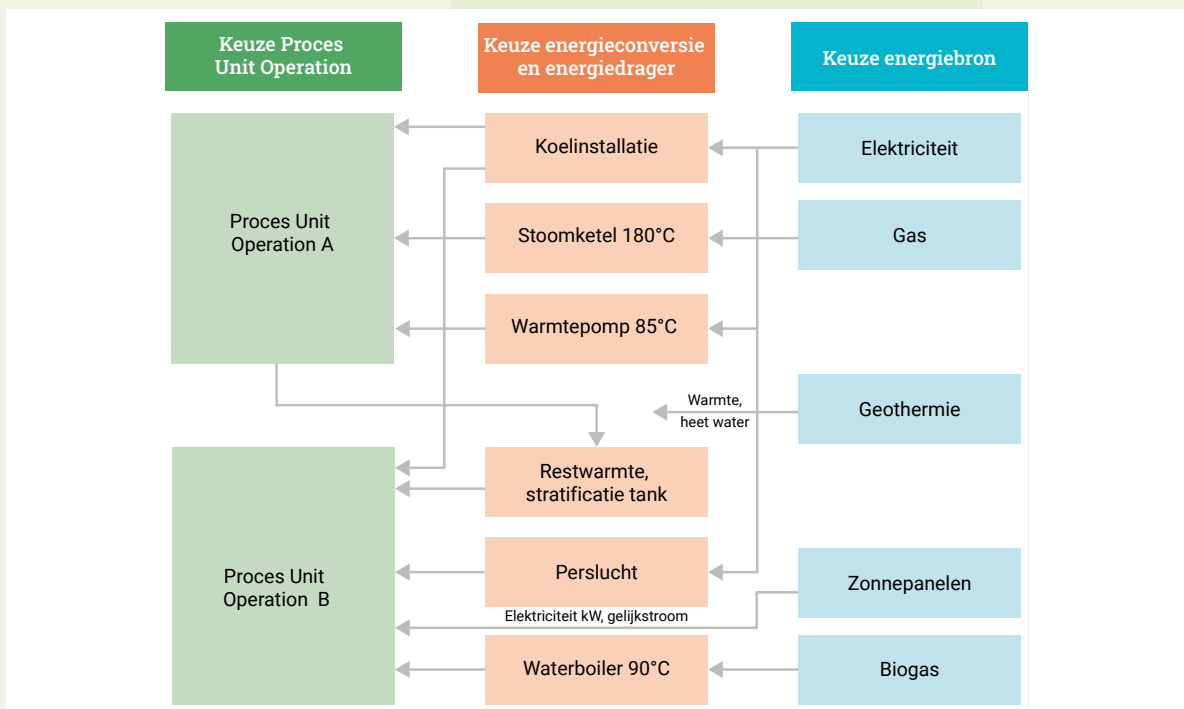 Keuze Proces
Unit Operation
Keuze energieconversie
en energiedrager
Keuze energiebron
Proces Unit
Operation A
Koelinstallatie
Elektriciteit
Stoomketel 180°C
Gas
Warmtepomp 85°C
Warmte,
heet water
Geothermie
Proces Unit
Operation B
Restwarmte,
stratificatie tank
Perslucht
Zonnepanelen
Elektriciteit kW, gelijkstroom
Waterboiler 90°C
Biogas